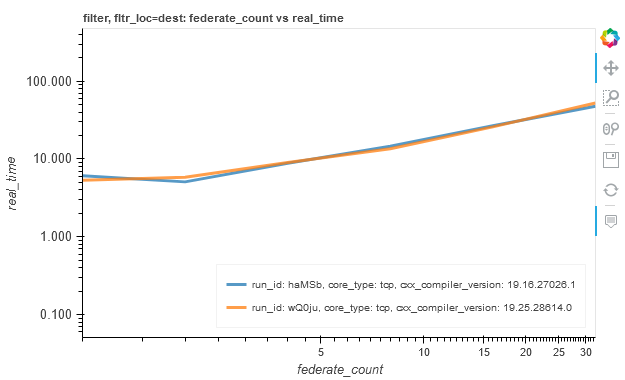 filter, fltr_loc=dest: federate_count vs real_time
100.000
10.000
1.000
0.100
real_time
run_id: haMSb, core_type: tcp, cxx_compiler_version: 19.16.27026.1
run_id: wQ0ju, core_type: tcp, cxx_compiler_version: 19.25.28614.0
5
10
15
20
25
30
federate_count